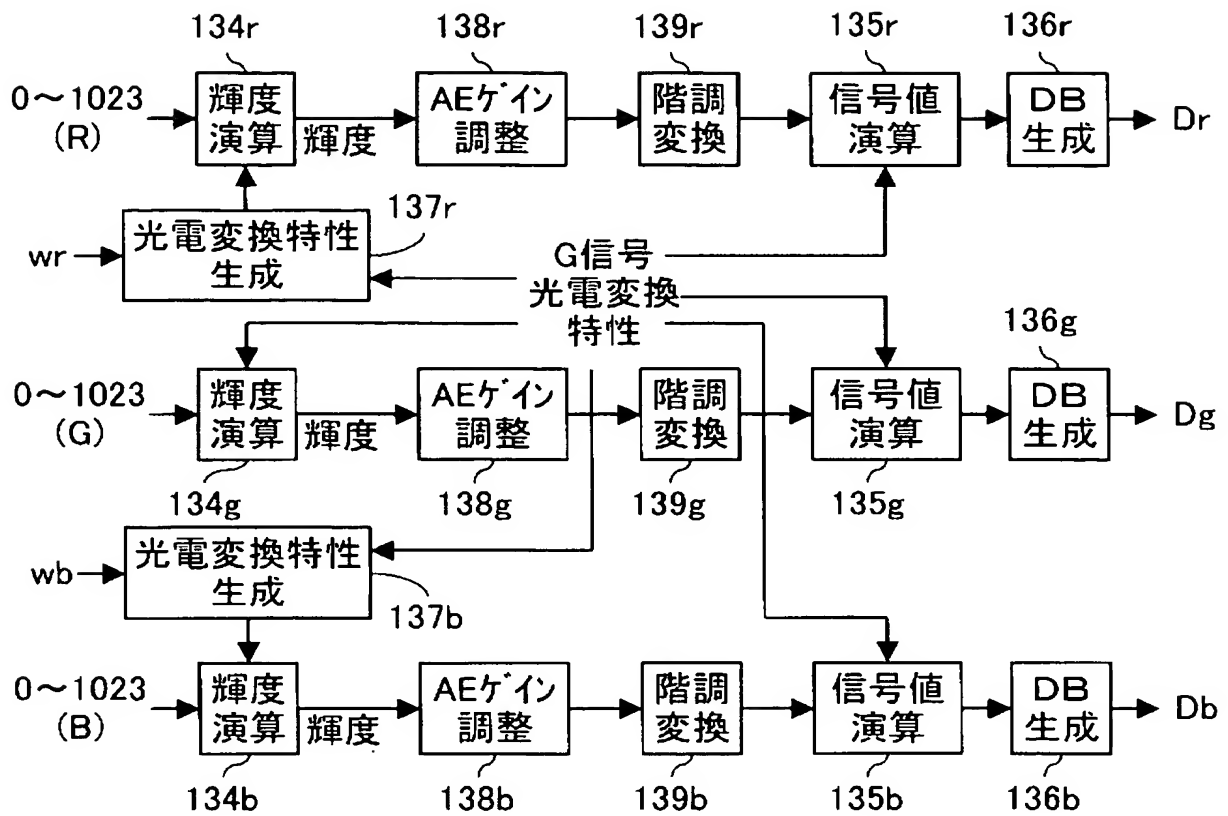 134r 138r 139r 135r 136r
0～1023
(R)
輝度
演算
輝度
AEゲイン
調整
階調
変換
信号値
演算
DB
生成
Dr
wr
光電変換特性
生成
137r
G信号
光電変換
特性
136g
0～1023
(G)
輝度
演算
輝度
AEゲイン
調整
階調
変換
信号値
演算
DB
生成
Dg
134g 138g 139g 135g
wb
光電変換特性
生成
137b
0～1023
(B)
輝度
演算
輝度
AEゲイン
調整
階調
変換
信号値
演算
DB
生成
Db
134b 138b 139b 135b 136b